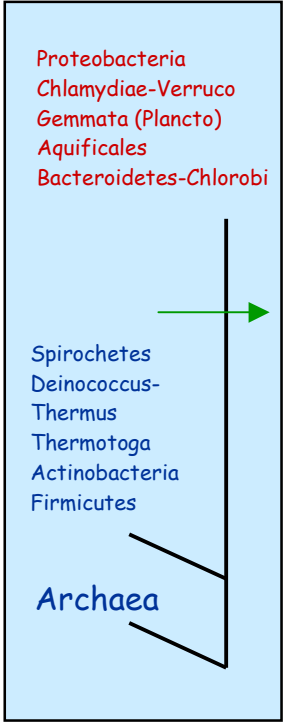 Proteobacteria
Chlamydiae-Verruco
Gemmata (Plancto)
Aquificales
Bacteroidetes-Chlorobi
Spirochetes
Deinococcus-
Thermus
Thermotoga
Actinobacteria
Firmicutes
Archaea